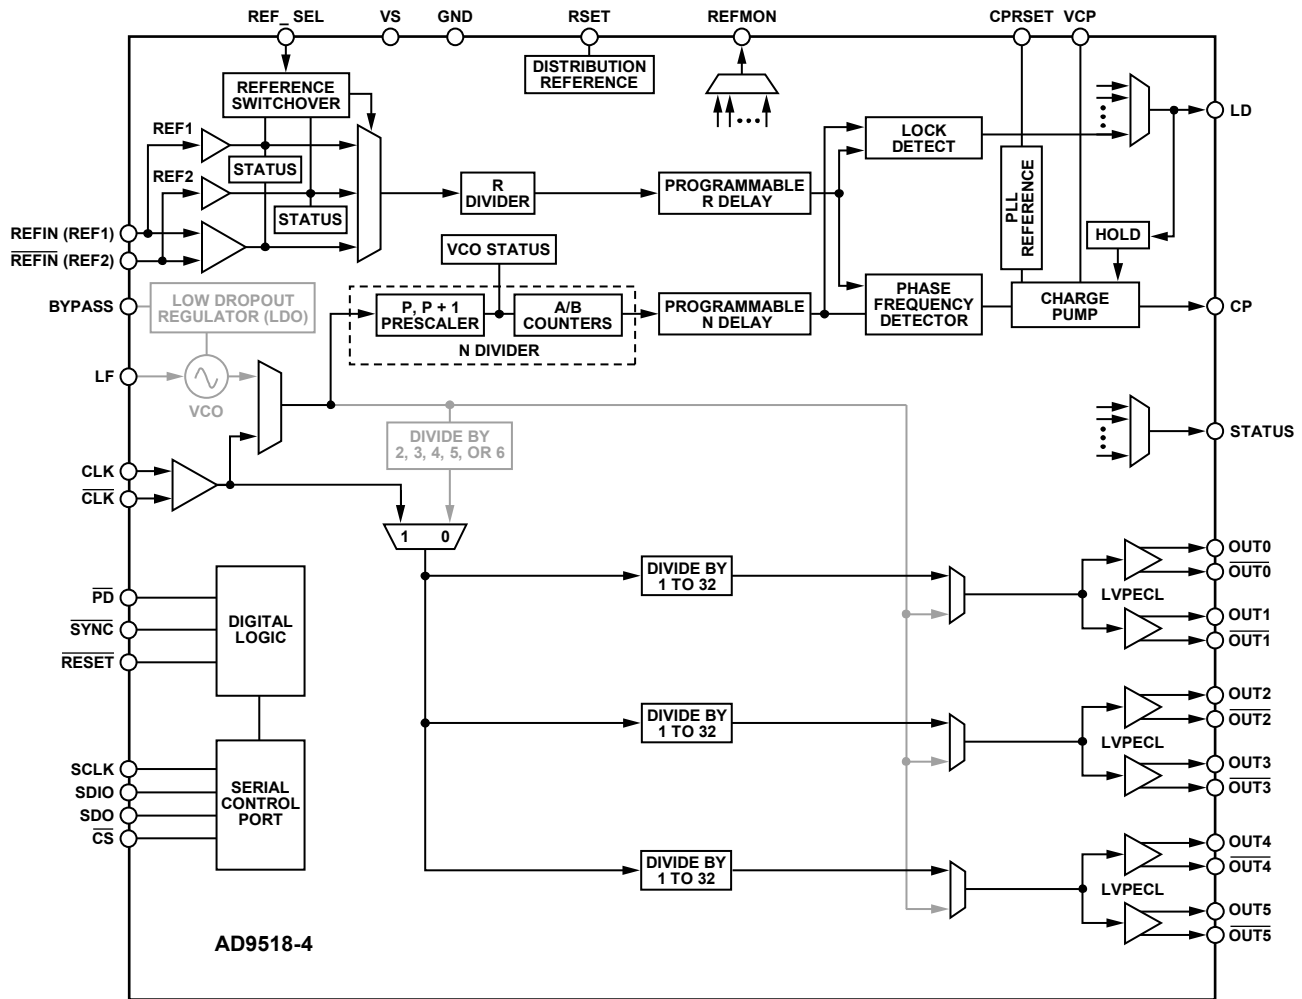 REF_ SEL
VS
GND
RSET
REFMON
CPRSET
VCP
DISTRIBUTION
REFERENCE
REFERENCE
SWITCHOVER
LD
REF1
LOCK
DETECT
STATUS
REF2
R
DIVIDER
PROGRAMMABLE
R DELAY
PLL
REFERENCE
STATUS
REFIN (REF1)
HOLD
VCO STATUS
REFIN (REF2)
BYPASS
LOW DROPOUT
REGULATOR (LDO)
P, P + 1
PRESCALER
A/B
COUNTERS
PROGRAMMABLE
N DELAY
PHASE
FREQUENCY
DETECTOR
CHARGE
PUMP
CP
N DIVIDER
LF
VCO
DIVIDE BY
2, 3, 4, 5, OR 6
STATUS
CLK
CLK
1
0
OUT0
DIVIDE BY
1 TO 32
OUT0
LVPECL
PD
DIGITAL
LOGIC
OUT1
SYNC
OUT1
RESET
OUT2
DIVIDE BY
1 TO 32
OUT2
LVPECL
SCLK
OUT3
SDIO
SERIAL
CONTROL
PORT
OUT3
SDO
CS
OUT4
DIVIDE BY
1 TO 32
OUT4
LVPECL
OUT5
OUT5
AD9518-4